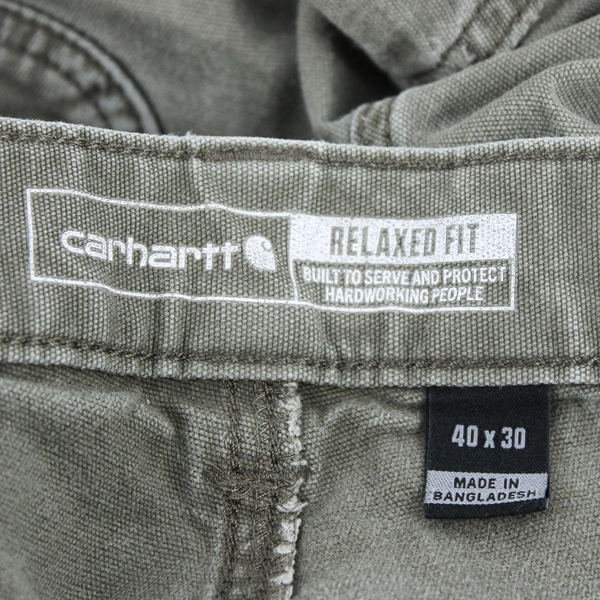 carhartt
RELAXED FIT
BUILT TO SERVE AND PROTECT
HARDWORKING PEOPLE
40 x 30
MADE IN
BANGLADESH